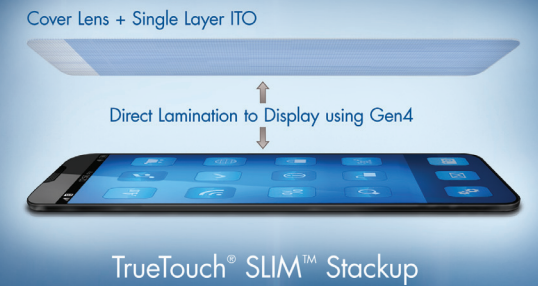 Cover Lens + Single Layer ITO
Direct Lamination to Display using Gen4
TrueTouch® SLIM™ Stackup